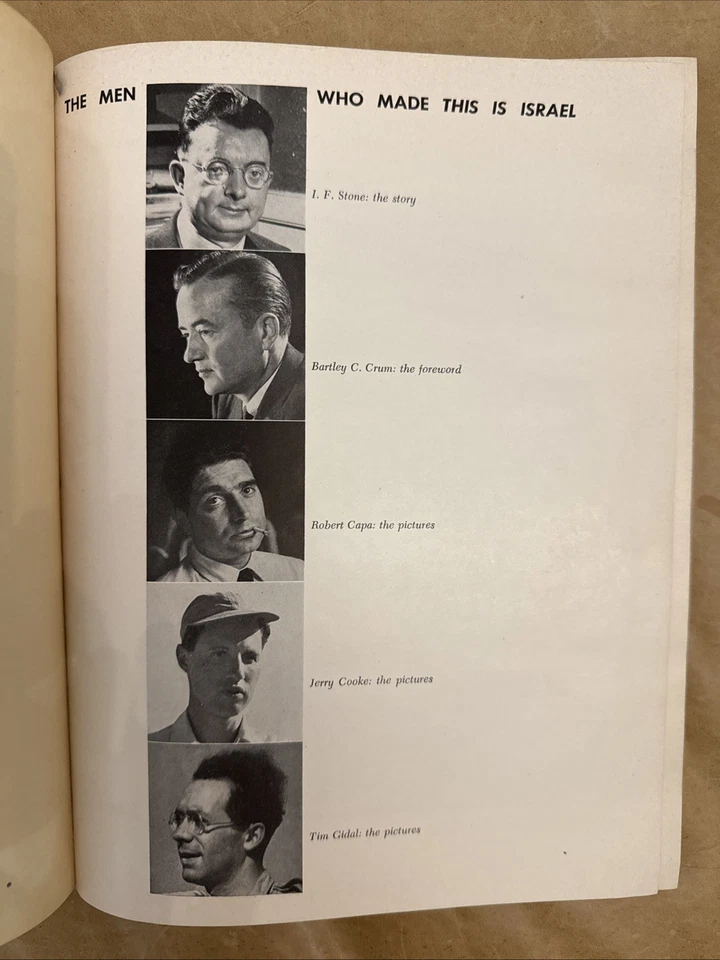 THE MEN WHO MADE THIS IS ISRAEL
I. F. Stone: the story
Bartley C. Crum: the foreword
Robert Capa: the pictures
Jerry Cooke: the pictures
Tim Gidal: the pictures